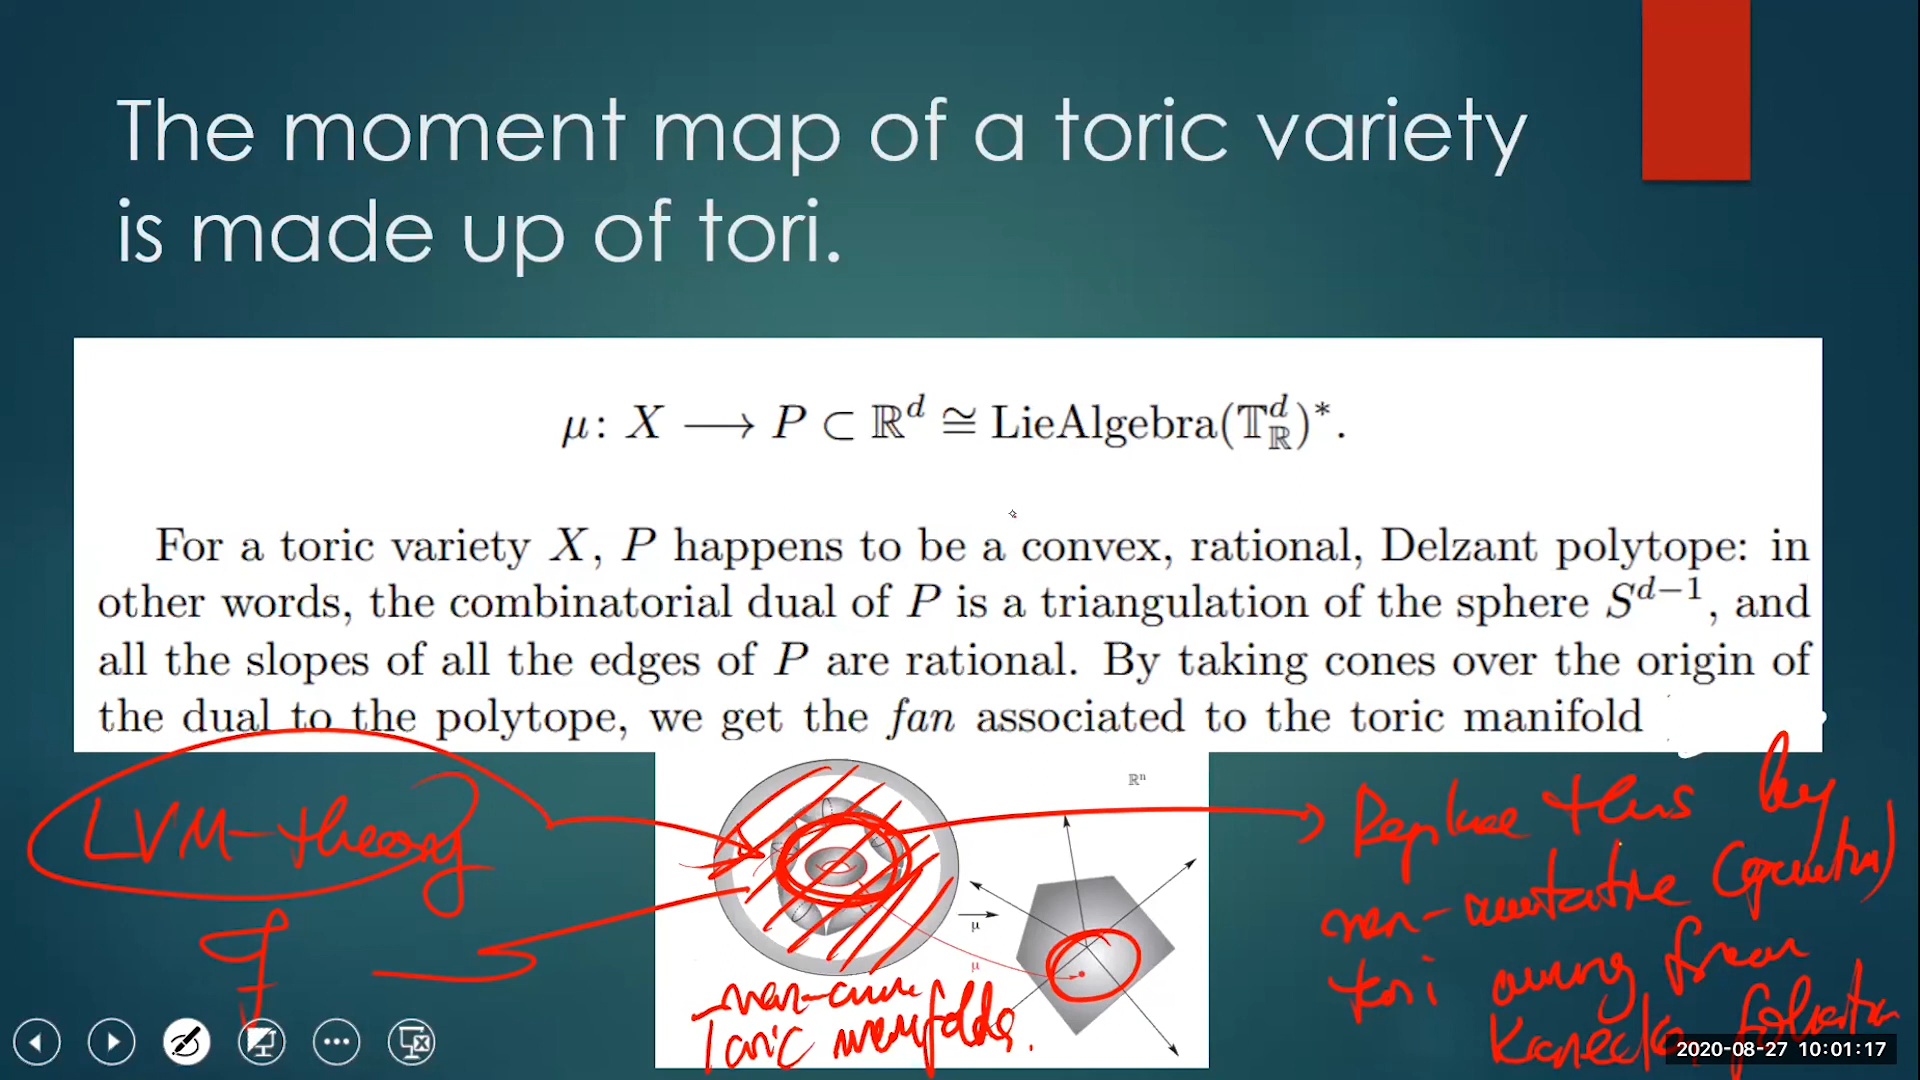 The moment map of a toric variety
is made up of tori.
μ: X ⟶ P ⊂ ℝ^d ≅ LieAlgebra(𝕋^d_ℝ)*.
For a toric variety X, P happens to be a convex, rational, Delzant polytope: in
other words, the combinatorial dual of P is a triangulation of the sphere S^{d−1}, and
all the slopes of all the edges of P are rational. By taking cones over the origin of
the dual to the polytope, we get the fan associated to the toric manifold
ℝⁿ
μ
μ
LVM-theory
non-comm
Toric manifolds.
Replace this by
non-commutative (quantum)
tori coming from
Kronecker foliation
2020-08-27 10:01:17